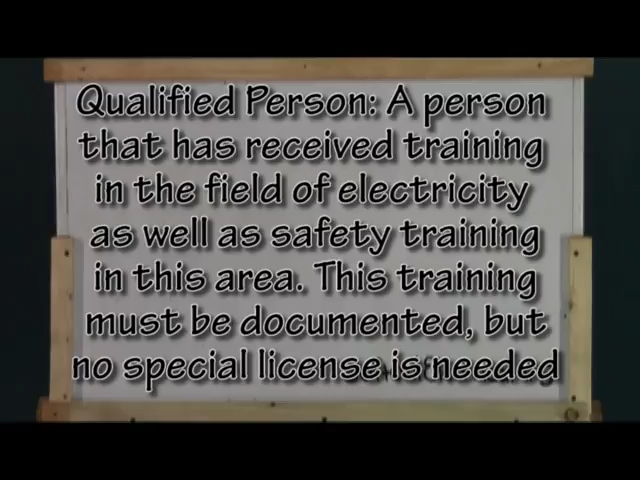 Qualified Person: A person
that has received training
in the field of electricity
as well as safety training
in this area. This training
must be documented, but
no special license is needed